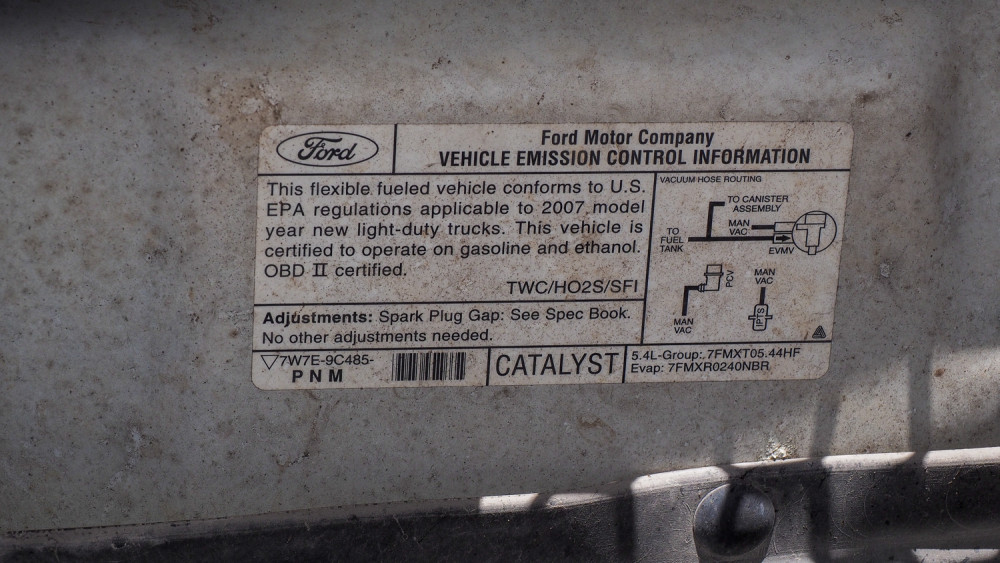 Ford
Ford Motor Company
VEHICLE EMISSION CONTROL INFORMATION
This flexible fueled vehicle conforms to U.S.
EPA regulations applicable to 2007 model
year new light-duty trucks. This vehicle is
certified to operate on gasoline and ethanol.
OBD II certified.
TWC/HO2S/SFI
VACUUM HOSE ROUTING
TO CANISTER
ASSEMBLY
MAN
VAC
TO
FUEL
TANK
EVMV
PCV
MAN
VAC
MAN
VAC
IPTS
Adjustments: Spark Plug Gap: See Spec Book.
No other adjustments needed.
7W7E-9C485-
PNM
CATALYST
5.4L-Group: 7FMXT05.44HF
Evap: 7FMXR0240NBR